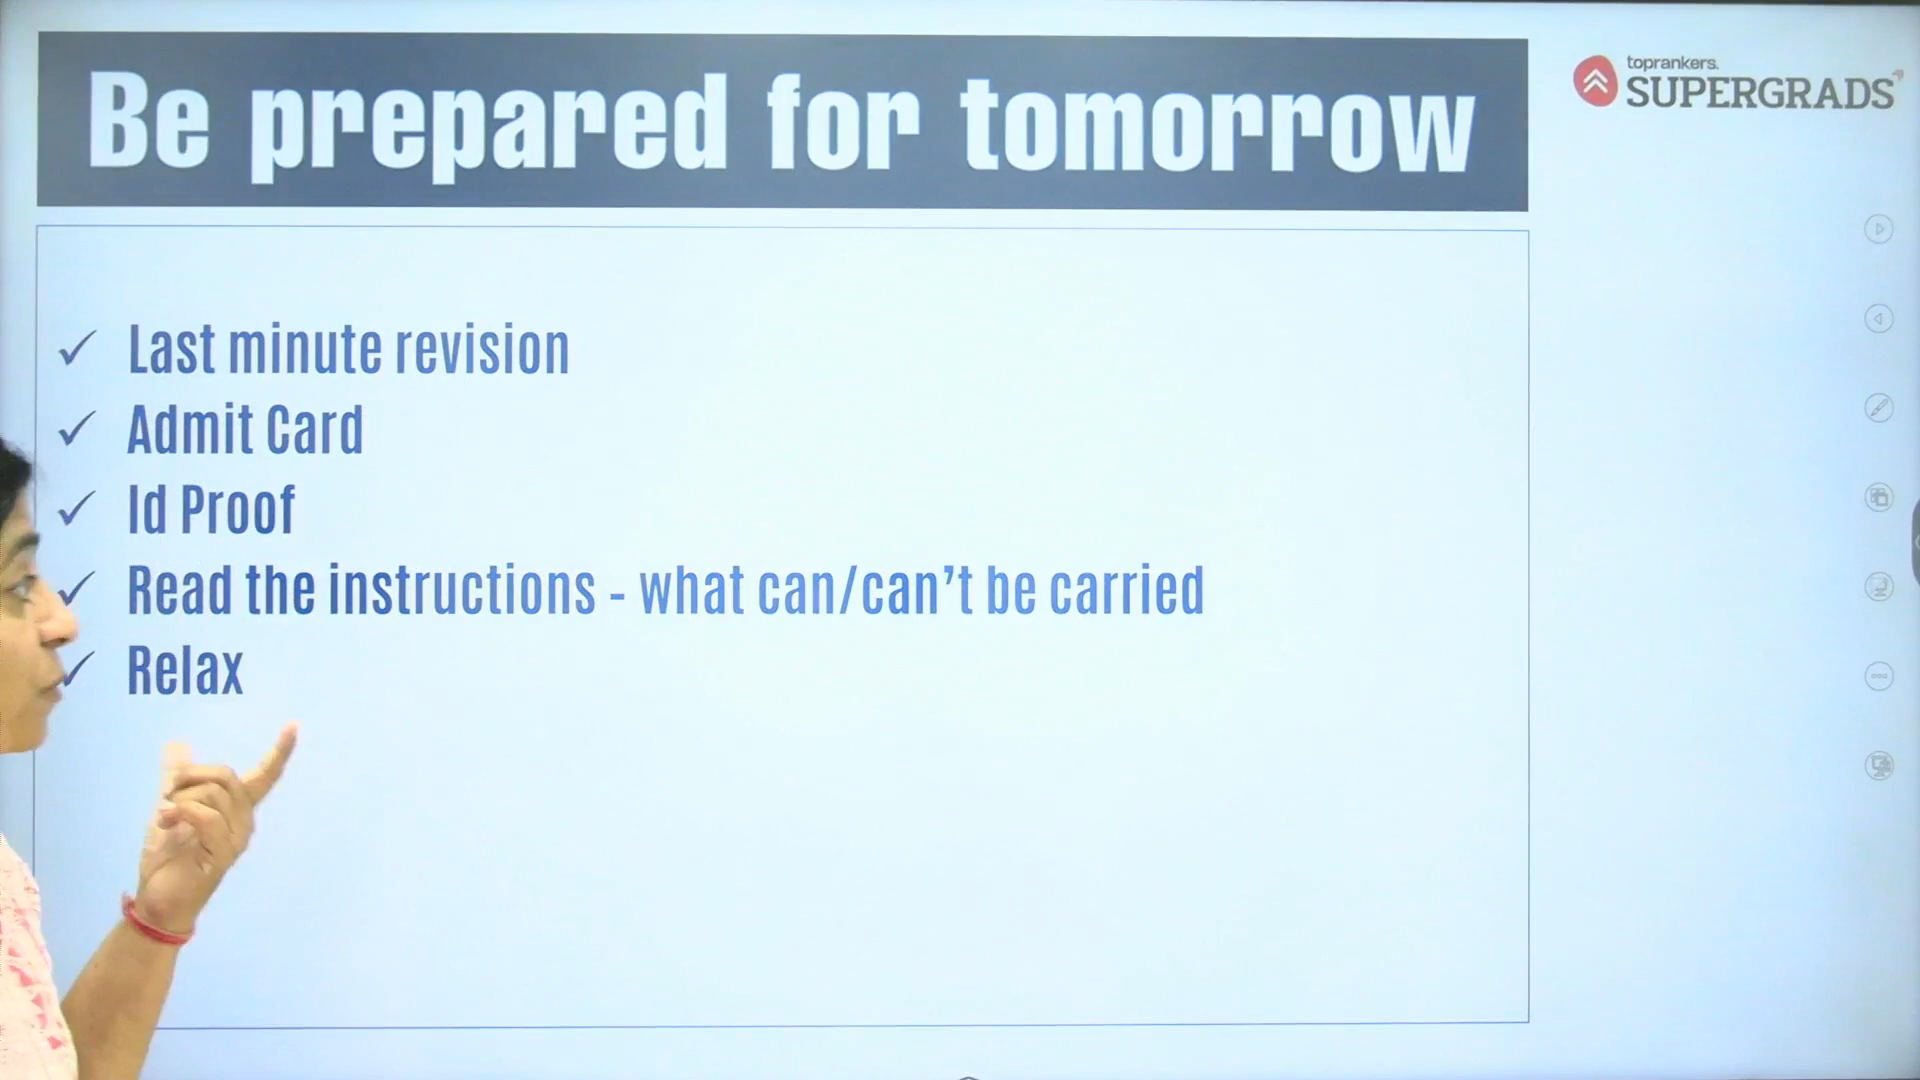 Be prepared for tomorrow
toprankers.
SUPERGRADS
✓ Last minute revision
✓ Admit Card
✓ Id Proof
✓ Read the instructions - what can/can't be carried
✓ Relax